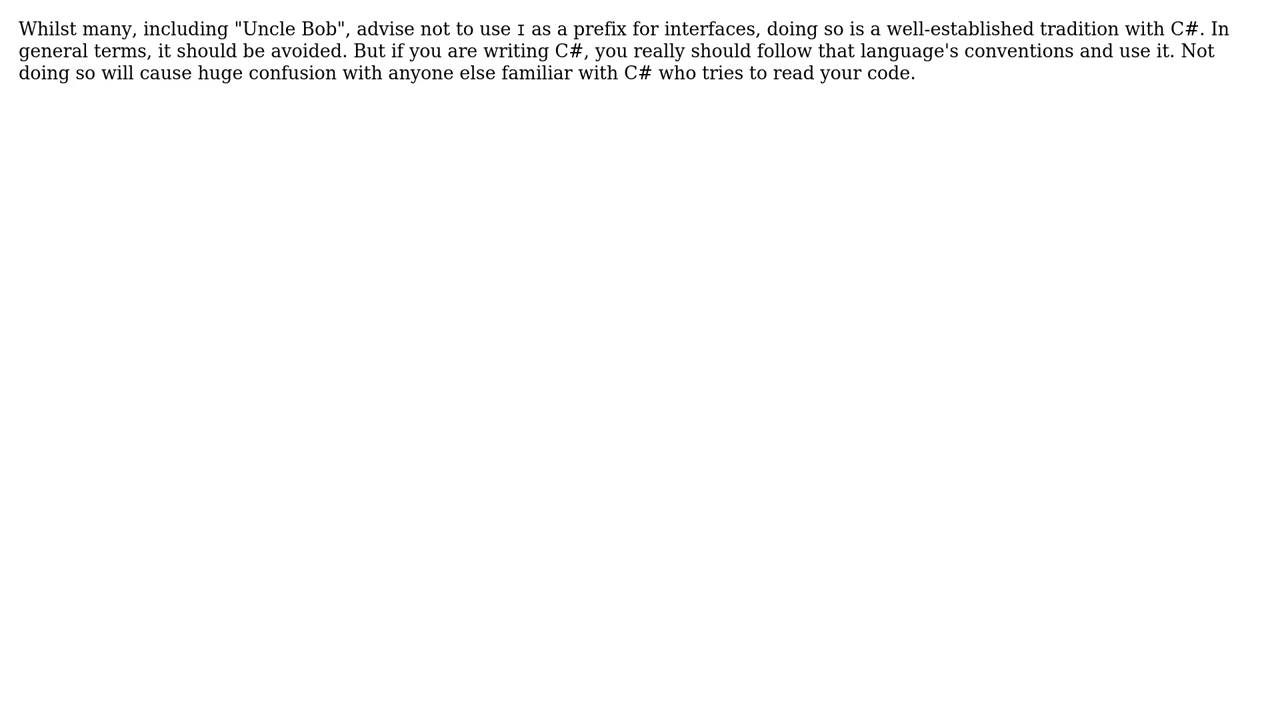 Whilst many, including "Uncle Bob", advise not to use I as a prefix for interfaces, doing so is a well-established tradition with C#. In
general terms, it should be avoided. But if you are writing C#, you really should follow that language's conventions and use it. Not
doing so will cause huge confusion with anyone else familiar with C# who tries to read your code.